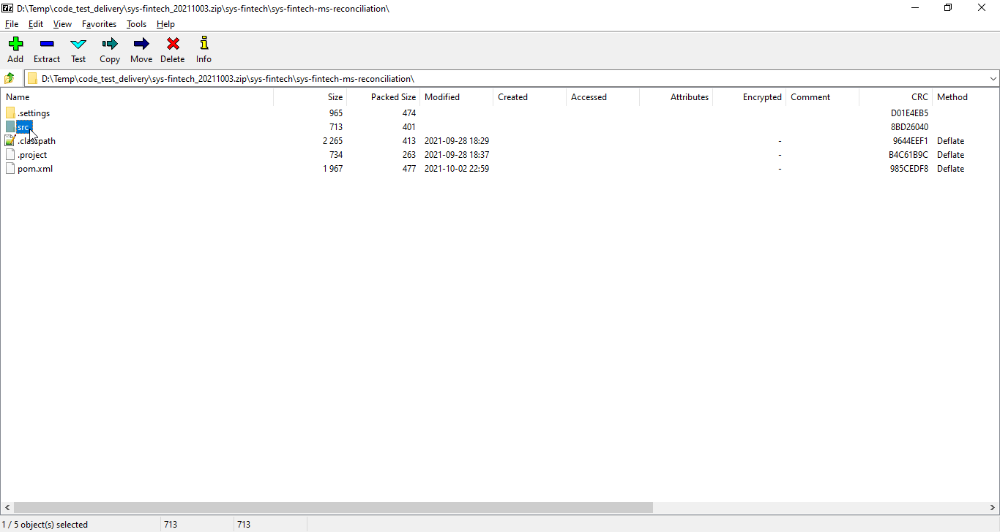 7z D:\Temp\code_test_delivery\sys-fintech_20211003.zip\sys-fintech\sys-fintech-ms-reconciliation\
File Edit View Favorites Tools Help
Add Extract Test Copy Move Delete Info
D:\Temp\code_test_delivery\sys-fintech_20211003.zip\sys-fintech\sys-fintech-ms-reconciliation\
Name Size Packed Size Modified Created Accessed Attributes Encrypted Comment CRC Method
.settings 965 474 D01E4EB5
src 713 401 8BD26040
.classpath 2 265 413 2021-09-28 18:29 - 9644EEF1 Deflate
.project 734 263 2021-09-28 18:37 - B4C61B9C Deflate
pom.xml 1 967 477 2021-10-02 22:59 - 985CEDF8 Deflate
1 / 5 object(s) selected 713 713